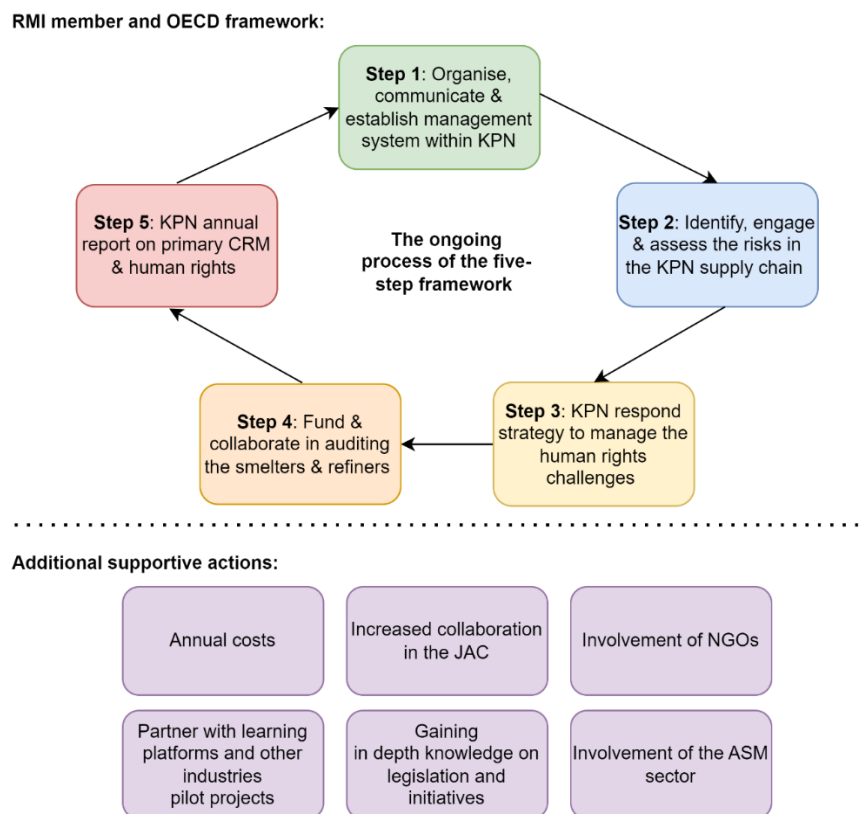 RMI member and OECD framework:
Step 1: Organise,
communicate &
establish management
system within KPN
Step 2: Identify, engage
& assess the risks in
the KPN supply chain
Step 3: KPN respond
strategy to manage the
human rights
challenges
Step 4: Fund &
collaborate in auditing
the smelters & refiners
Step 5: KPN annual
report on primary CRM
& human rights
The ongoing
process of the five-
step framework
Additional supportive actions:
Annual costs
Increased collaboration
in the JAC
Involvement of NGOs
Partner with learning
platforms and other
industries
pilot projects
Gaining
in depth knowledge on
legislation and
initiatives
Involvement of the ASM
sector